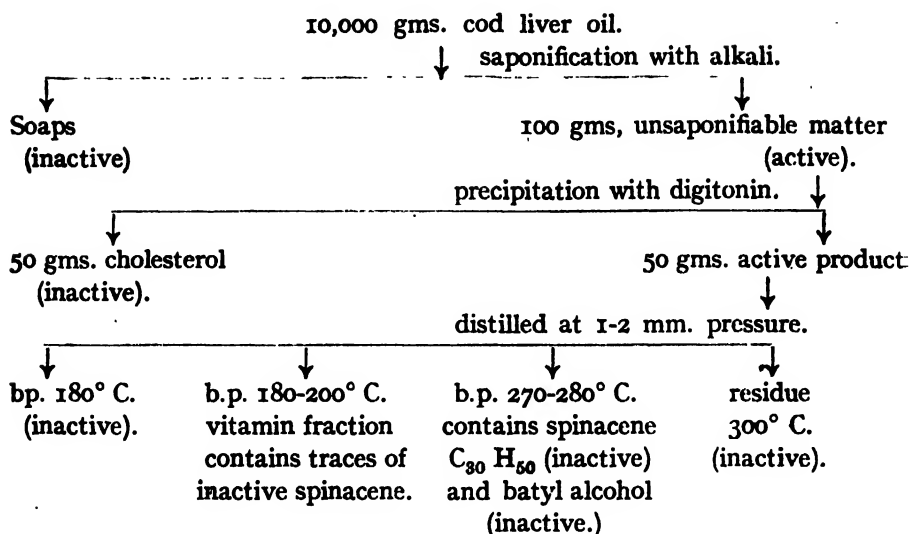 10,000 gms. cod liver oil.
saponification with alkali.
Soaps 100 gms, unsaponifiable matter
(inactive) (active).
precipitation with digitonin.
50 gms. cholesterol 50 gms. active product
(inactive).
distilled at 1-2 mm. pressure.
bp. 180° C. b.p. 180-200° C. b.p. 270-280° C. residue
(inactive). vitamin fraction contains spinacene 300° C.
contains traces of C₃₀ H₅₀ (inactive) (inactive).
inactive spinacene. and batyl alcohol
(inactive.)